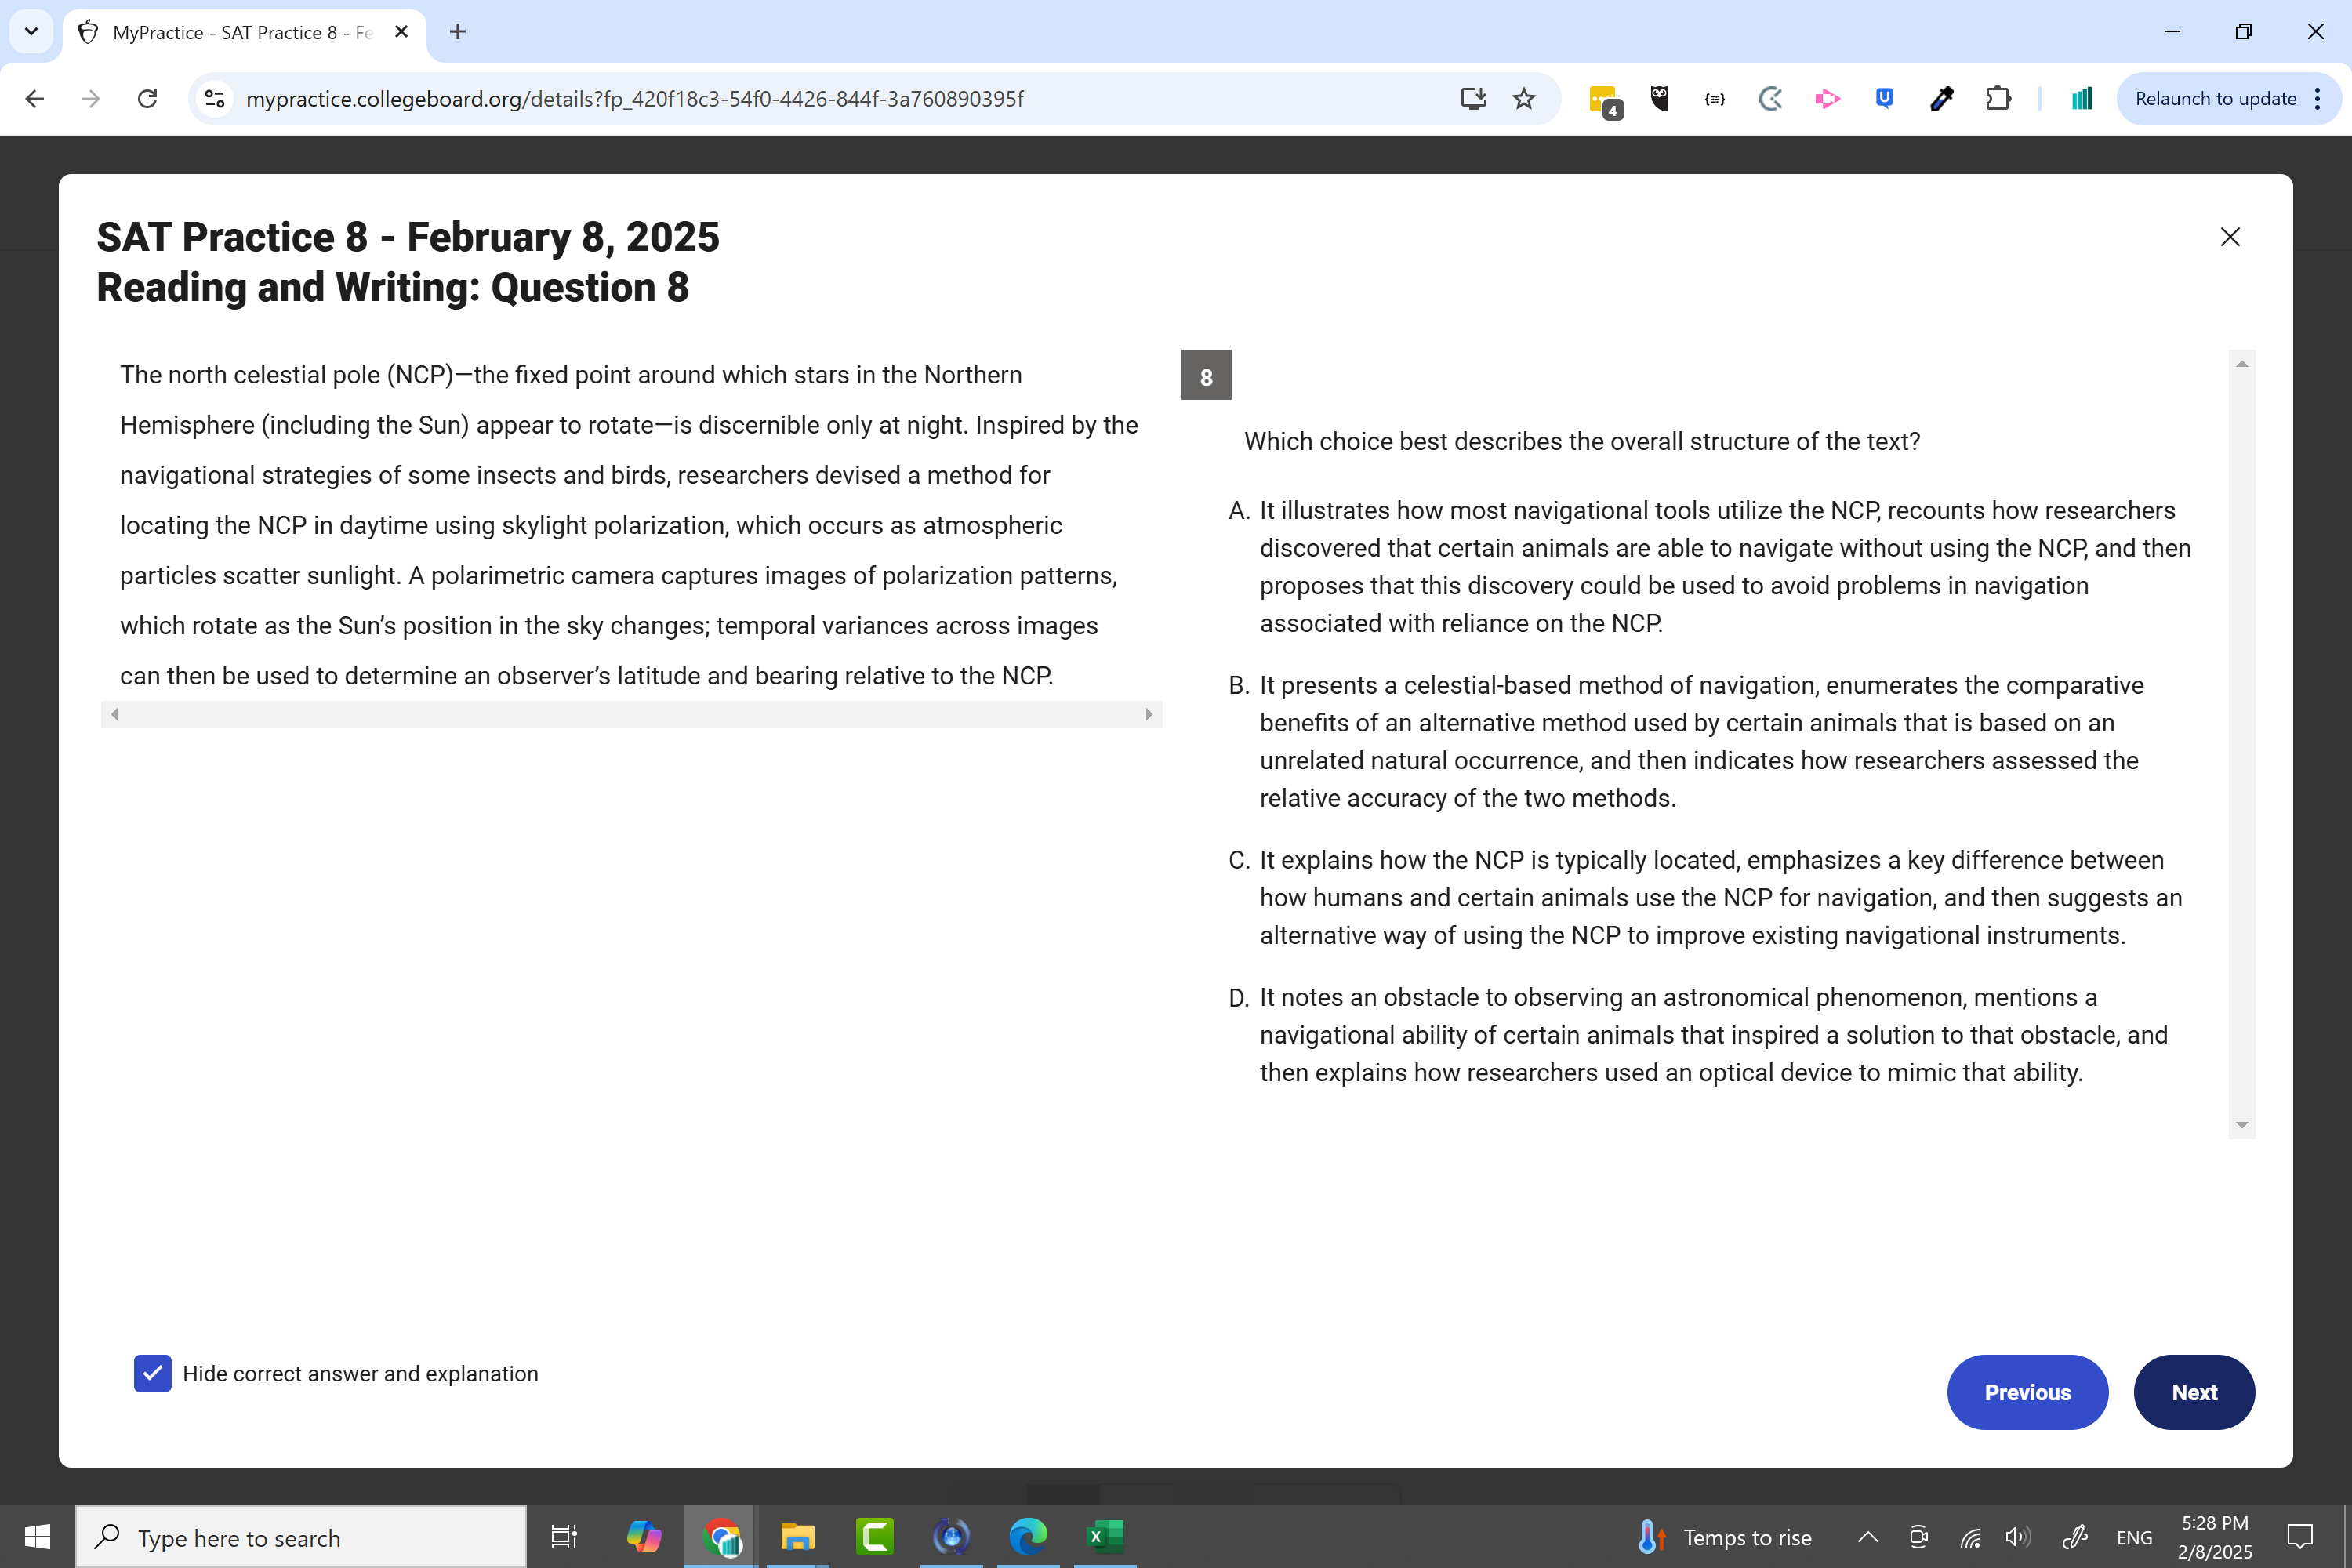 MyPractice - SAT Practice 8 - Fe
mypractice.collegeboard.org/details?fp_420f18c3-54f0-4426-844f-3a760890395f
4
Relaunch to update
SAT Practice 8 - February 8, 2025
Reading and Writing: Question 8
The north celestial pole (NCP)—the fixed point around which stars in the Northern
Hemisphere (including the Sun) appear to rotate—is discernible only at night. Inspired by the
navigational strategies of some insects and birds, researchers devised a method for
locating the NCP in daytime using skylight polarization, which occurs as atmospheric
particles scatter sunlight. A polarimetric camera captures images of polarization patterns,
which rotate as the Sun’s position in the sky changes; temporal variances across images
can then be used to determine an observer’s latitude and bearing relative to the NCP.
8
Which choice best describes the overall structure of the text?
A. It illustrates how most navigational tools utilize the NCP, recounts how researchers
discovered that certain animals are able to navigate without using the NCP, and then
proposes that this discovery could be used to avoid problems in navigation
associated with reliance on the NCP.
B. It presents a celestial-based method of navigation, enumerates the comparative
benefits of an alternative method used by certain animals that is based on an
unrelated natural occurrence, and then indicates how researchers assessed the
relative accuracy of the two methods.
C. It explains how the NCP is typically located, emphasizes a key difference between
how humans and certain animals use the NCP for navigation, and then suggests an
alternative way of using the NCP to improve existing navigational instruments.
D. It notes an obstacle to observing an astronomical phenomenon, mentions a
navigational ability of certain animals that inspired a solution to that obstacle, and
then explains how researchers used an optical device to mimic that ability.
Hide correct answer and explanation
Previous
Next
Type here to search
Temps to rise
ENG
5:28 PM
2/8/2025